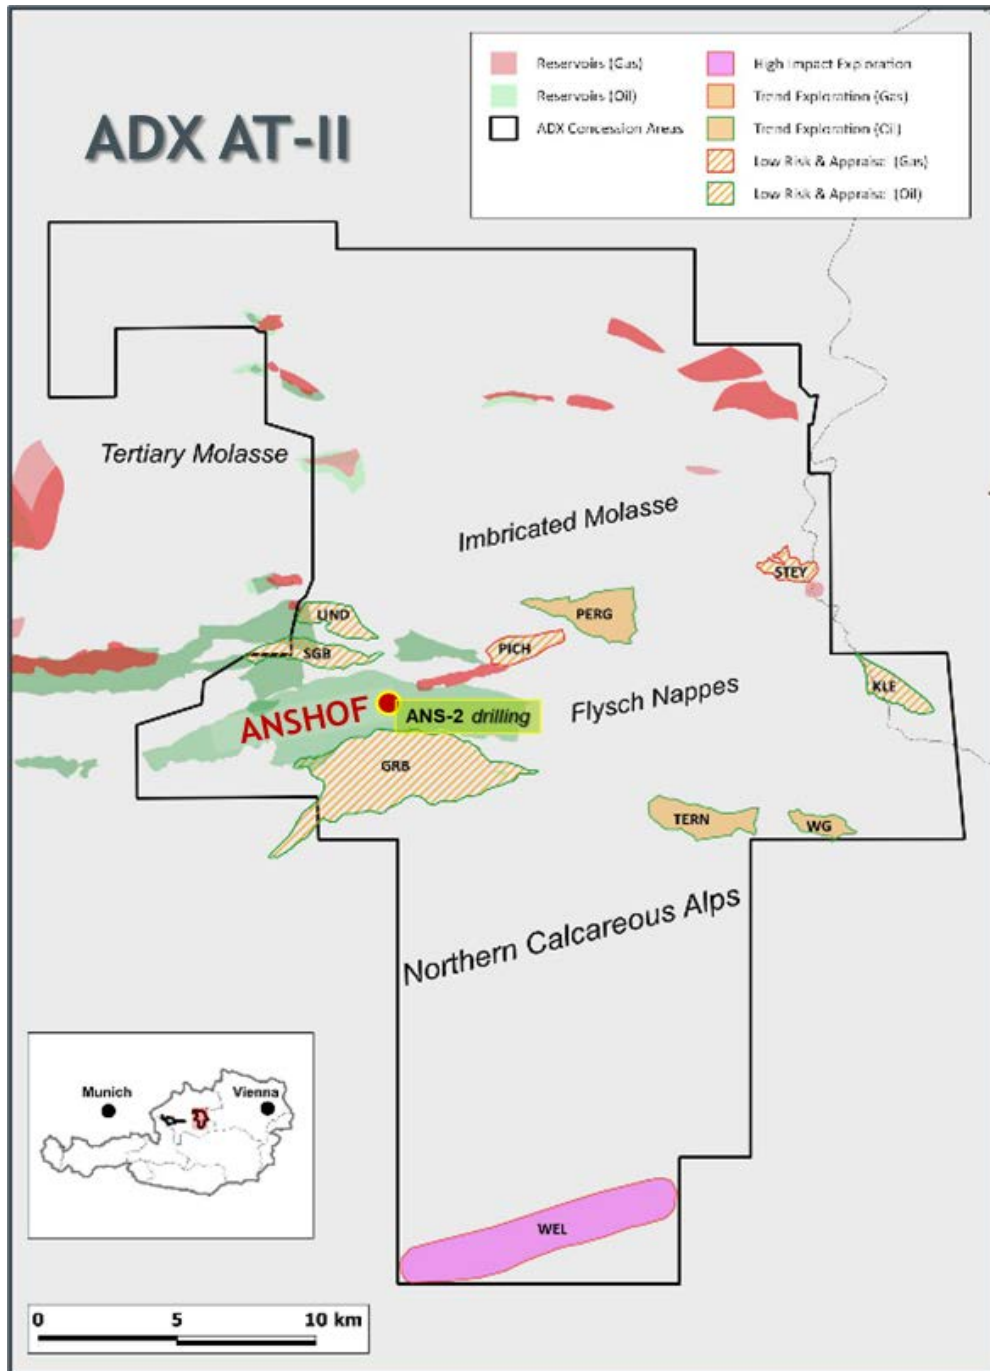 ADX AT-II
Reservoirs (Gas)
Reservoirs (Oil)
ADX Concession Areas
High Impact Exploration
Trend Exploration (Gas)
Trend Exploration (Oil)
Low Risk & Appraisal (Gas)
Low Risk & Appraisal (Oil)
Tertiary Molasse
Imbricated Molasse
STEY
LIND
PERG
SGB
PICH
KLE
Flysch Nappes
ANSHOF
ANS-2 drilling
GRB
TERN
WG
Northern Calcareous Alps
Munich
Vienna
WEL
0 5 10 km